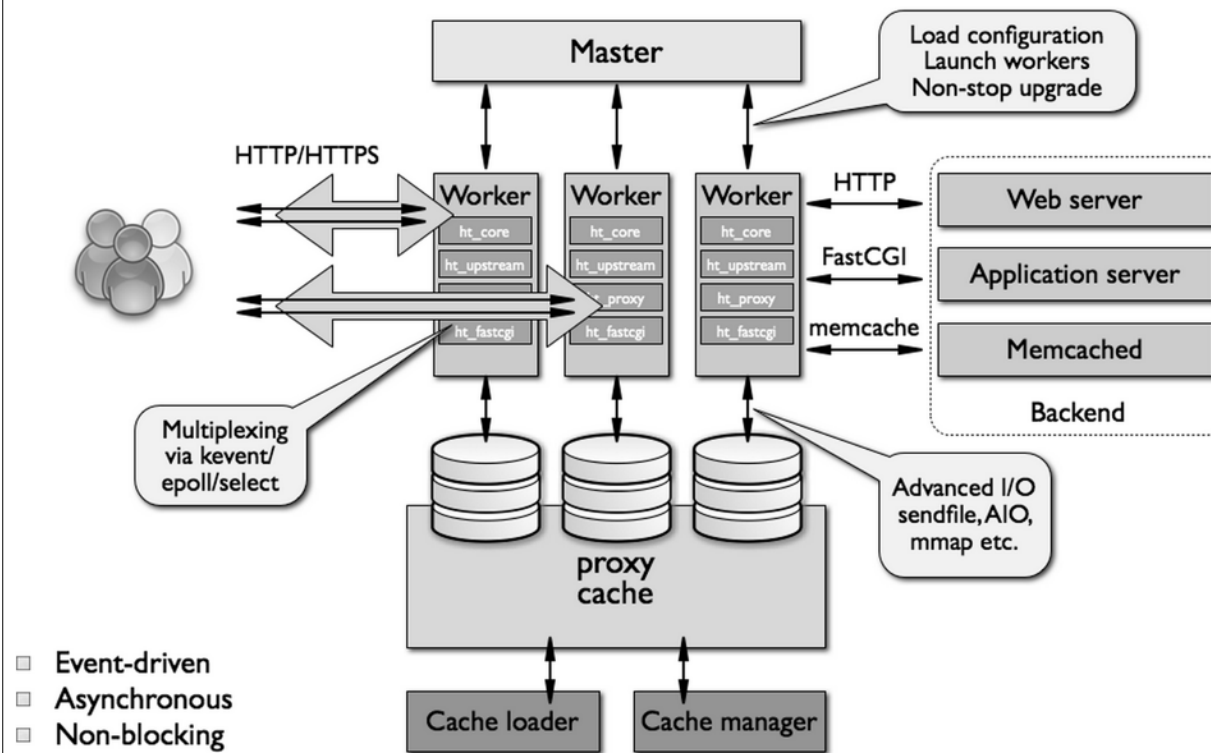 Master
Load configuration
Launch workers
Non-stop upgrade
HTTP/HTTPS
Worker
ht_core
ht_upstream
ht_fastcgi
Worker
ht_core
ht_upstream
ht_proxy
ht_fastcgi
Worker
ht_core
ht_upstream
ht_proxy
ht_fastcgi
HTTP
FastCGI
memcache
Web server
Application server
Memcached
Backend
Multiplexing
via kevent/
epoll/select
Advanced I/O
sendfile, AIO,
mmap etc.
proxy
cache
Cache loader
Cache manager
Event-driven
Asynchronous
Non-blocking